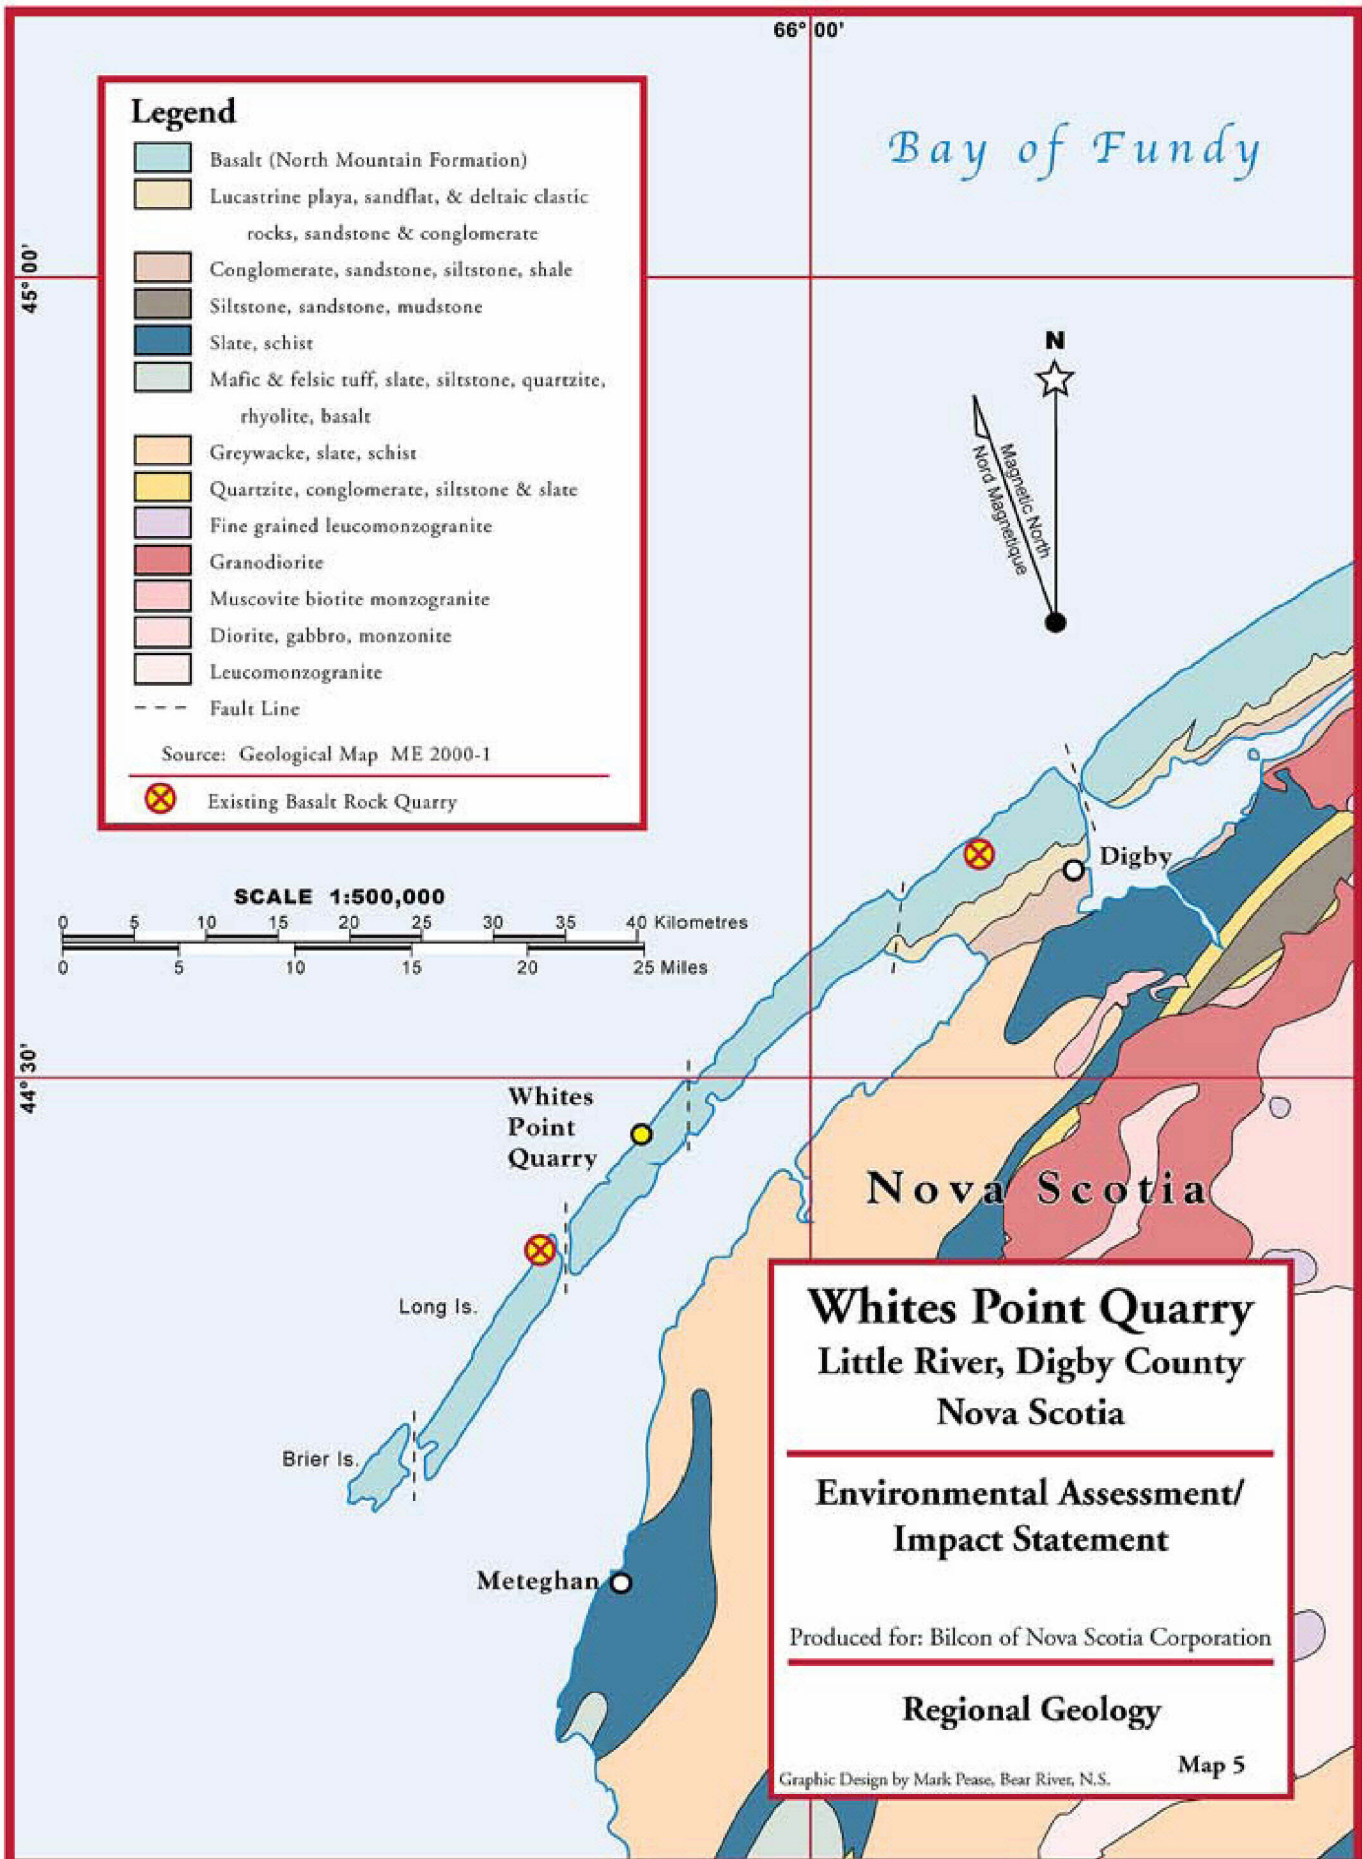 66° 00'
Bay of Fundy
Legend
Basalt (North Mountain Formation)
Lucastrine playa, sandflat, & deltaic clastic
rocks, sandstone & conglomerate
Conglomerate, sandstone, siltstone, shale
Siltstone, sandstone, mudstone
Slate, schist
Mafic & felsic tuff, slate, siltstone, quartzite,
rhyolite, basalt
Greywacke, slate, schist
Quartzite, conglomerate, siltstone & slate
Fine grained leucomonzogranite
Granodiorite
Muscovite biotite monzogranite
Diorite, gabbro, monzonite
Leucomonzogranite
Fault Line
Source: Geological Map ME 2000-1
Existing Basalt Rock Quarry
45° 00'
N
Magnetic North
Nord Magnetique
Digby
SCALE 1:500,000
0 5 10 15 20 25 30 35 40 Kilometres
0 5 10 15 20 25 Miles
44° 30'
Whites
Point
Quarry
Nova Scotia
Long Is.
Brier Is.
Meteghan
Whites Point Quarry
Little River, Digby County
Nova Scotia
Environmental Assessment/
Impact Statement
Produced for: Bilcon of Nova Scotia Corporation
Regional Geology
Map 5
Graphic Design by Mark Pease, Bear River, N.S.